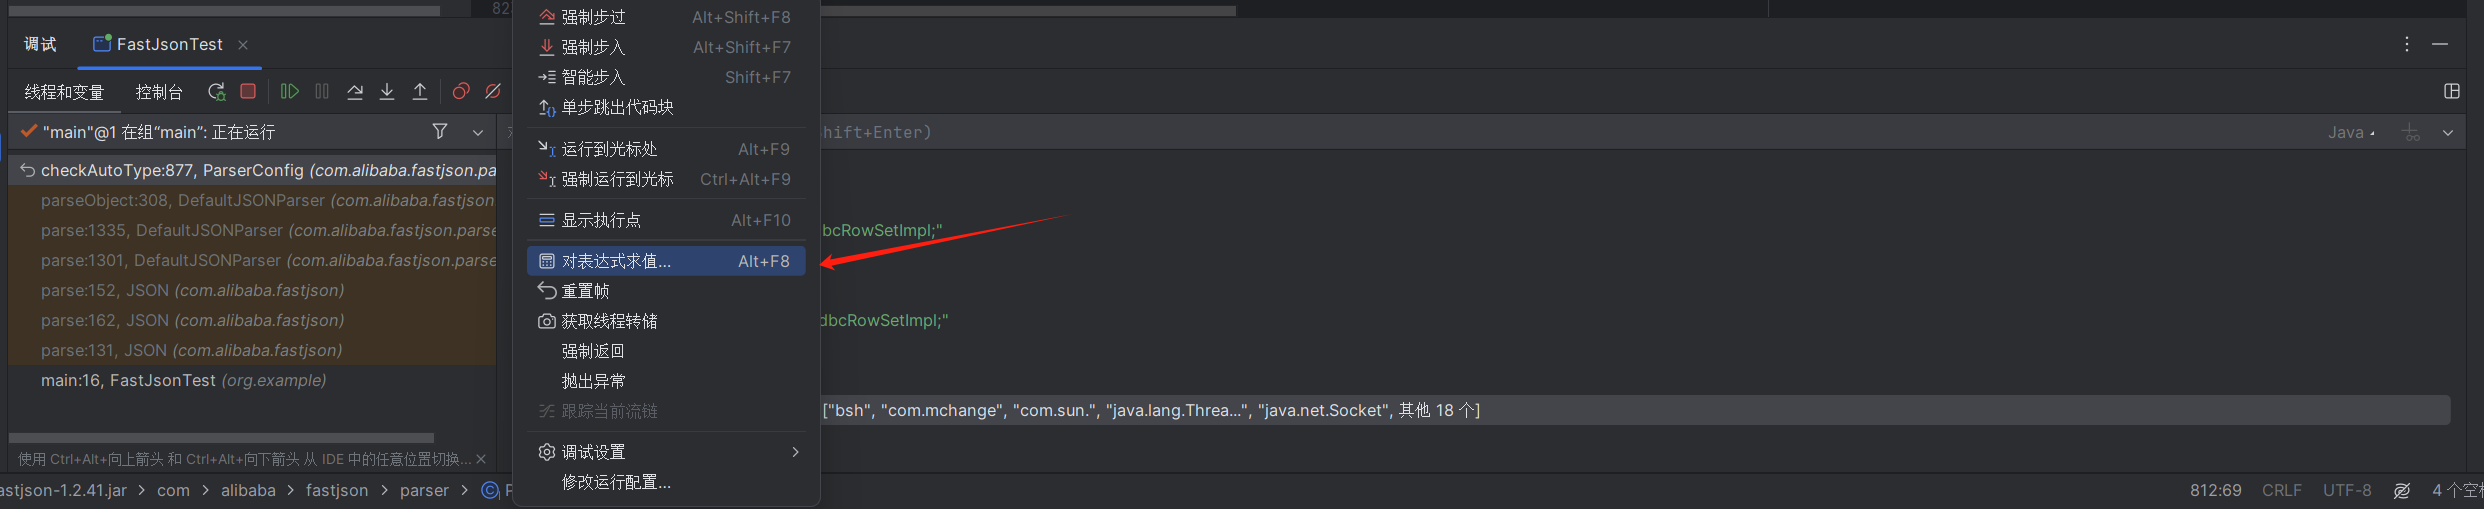 强制步过 Alt+Shift+F8
调试 FastJsonTest
强制步入 Alt+Shift+F7
智能步入 Shift+F7
线程和变量 控制台
单步跳出代码块
"main"@1 在组“main”: 正在运行
hift+Enter) Java
运行到光标处 Alt+F9
checkAutoType:877, ParserConfig (com.alibaba.fastjson.pa
强制运行到光标 Ctrl+Alt+F9
parseObject:308, DefaultJSONParser (com.alibaba.fastjson.
显示执行点 Alt+F10
parse:1335, DefaultJSONParser (com.alibaba.fastjson.parse
bcRowSetImpl;"
parse:1301, DefaultJSONParser (com.alibaba.fastjson.parse
对表达式求值... Alt+F8
parse:152, JSON (com.alibaba.fastjson)
重置帧
parse:162, JSON (com.alibaba.fastjson)
获取线程转储
dbcRowSetImpl;"
parse:131, JSON (com.alibaba.fastjson)
强制返回
main:16, FastJsonTest (org.example)
抛出异常
跟踪当前流链
["bsh", "com.mchange", "com.sun.", "java.lang.Threa...", "java.net.Socket", 其他 18 个]
使用 Ctrl+Alt+向上箭头 和 Ctrl+Alt+向下箭头 从 IDE 中的任意位置切换...
调试设置
修改运行配置...
astjson-1.2.41.jar > com > alibaba > fastjson > parser >
812:69 CRLF UTF-8 4 个空格